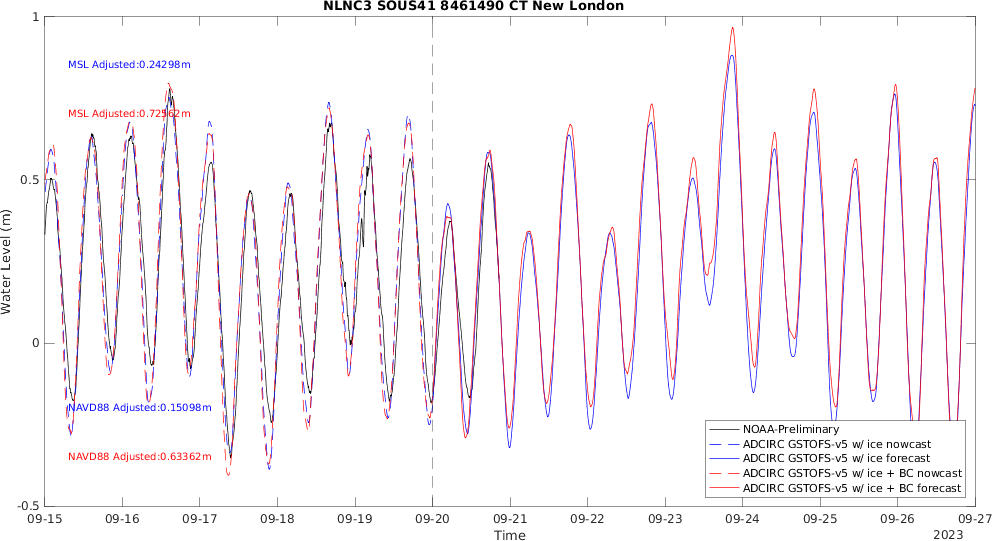 NLNC3 SOUS41 8461490 CT New London
1
MSL Adjusted:0.24298m
MSL Adjusted:0.72562m
0.5
Water Level (m)
0
NAVD88 Adjusted:0.15098m
NAVD88 Adjusted:0.63362m
-0.5
NOAA-Preliminary
ADCIRC GSTOFS-v5 w/ ice nowcast
ADCIRC GSTOFS-v5 w/ ice forecast
ADCIRC GSTOFS-v5 w/ ice + BC nowcast
ADCIRC GSTOFS-v5 w/ ice + BC forecast
09-15 09-16 09-17 09-18 09-19 09-20 09-21 09-22 09-23 09-24 09-25 09-26 09-27
Time
2023